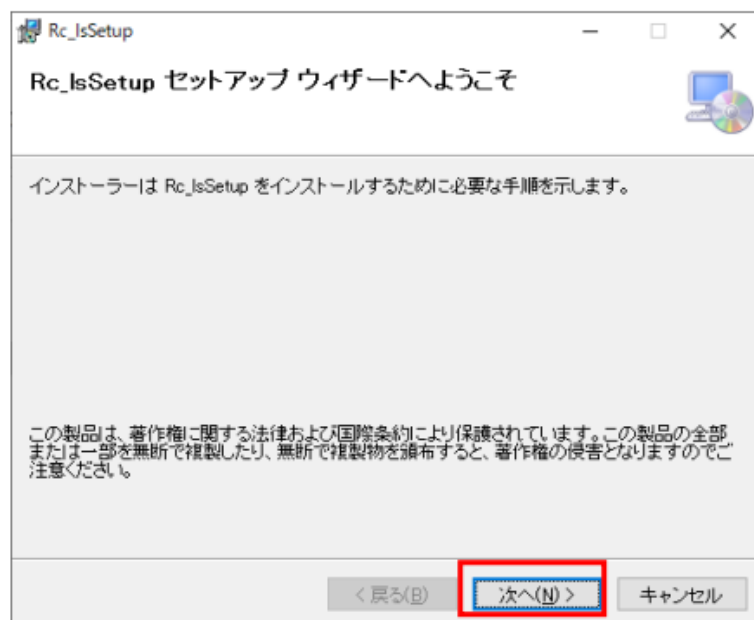 Rc_IsSetup
Rc_IsSetup セットアップ ウィザードへようこそ
インストーラーは Rc_IsSetup をインストールするために必要な手順を示します。
この製品は、著作権に関する法律および国際条約により保護されています。この製品の全部
または一部を無断で複製したり、無断で複製物を頒布すると、著作権の侵害となりますのでご
注意ください。
< 戻る(B)
次へ(N) >
キャンセル